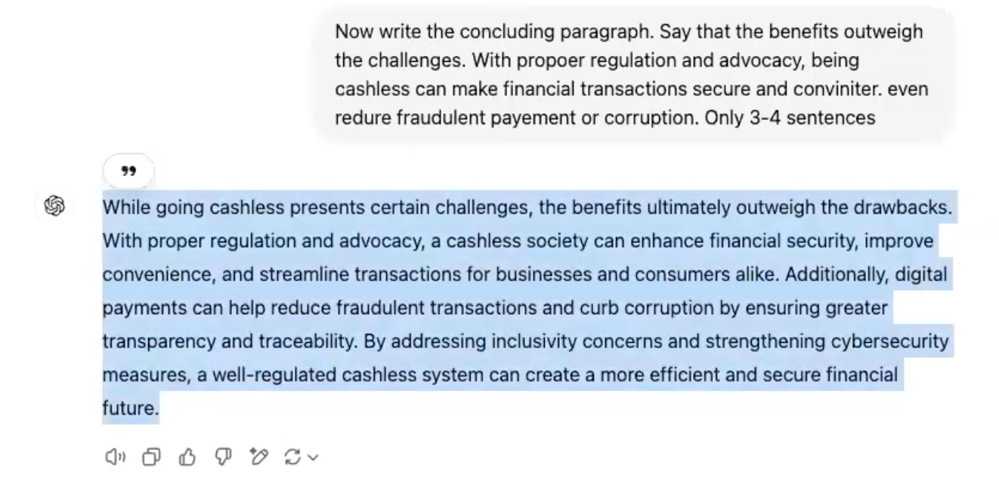 Now write the concluding paragraph. Say that the benefits outweigh
the challenges. With propoer regulation and advocacy, being
cashless can make financial transactions secure and conviniter. even
redure fraudulent payement or corruption. Only 3-4 sentences
While going cashless presents certain challenges, the benefits ultimately outweigh the drawbacks.
With proper regulation and advocacy, a cashless society can enhance financial security, improve
convenience, and streamline transactions for businesses and consumers alike. Additionally, digital
payments can help reduce fraudulent transactions and curb corruption by ensuring greater
transparency and traceability. By addressing inclusivity concerns and strengthening cybersecurity
measures, a well-regulated cashless system can create a more efficient and secure financial
future.